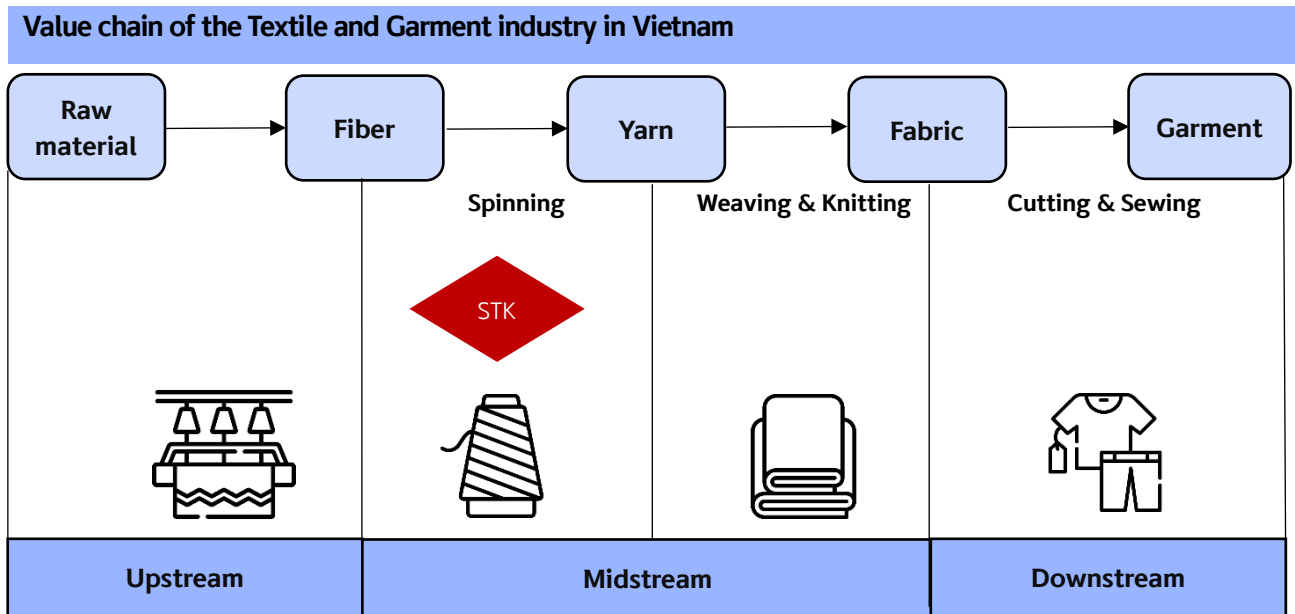 Value chain of the Textile and Garment industry in Vietnam
Raw
material
Fiber
Yarn
Fabric
Garment
Spinning
Weaving & Knitting
Cutting & Sewing
STK
Upstream
Midstream
Downstream